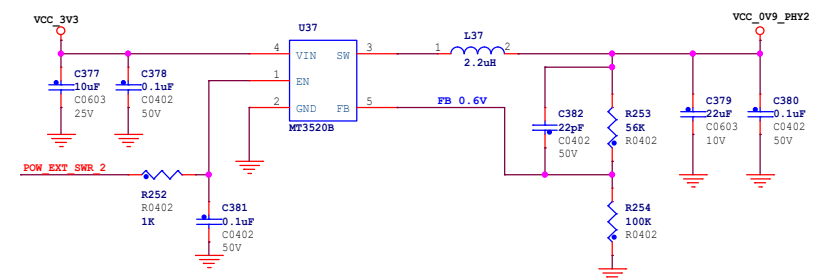 VCC_3V3
VCC_0V9_PHY2
U37
4 VIN SW 3
1 EN
2 GND FB 5
MT3520B
1 L37 2
2.2uH
FB 0.6V
C377
10uF
C0603
25V
C378
0.1uF
C0402
50V
C382
22pF
C0402
50V
R253
56K
R0402
C379
22uF
C0603
10V
C380
0.1uF
C0402
50V
POW_EXT_SWR_2
R252
R0402
1K
C381
0.1uF
C0402
50V
R254
100K
R0402